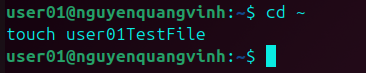 user01@nguyenquangvinh:~$ cd ~
touch user01TestFile
user01@nguyenquangvinh:~$